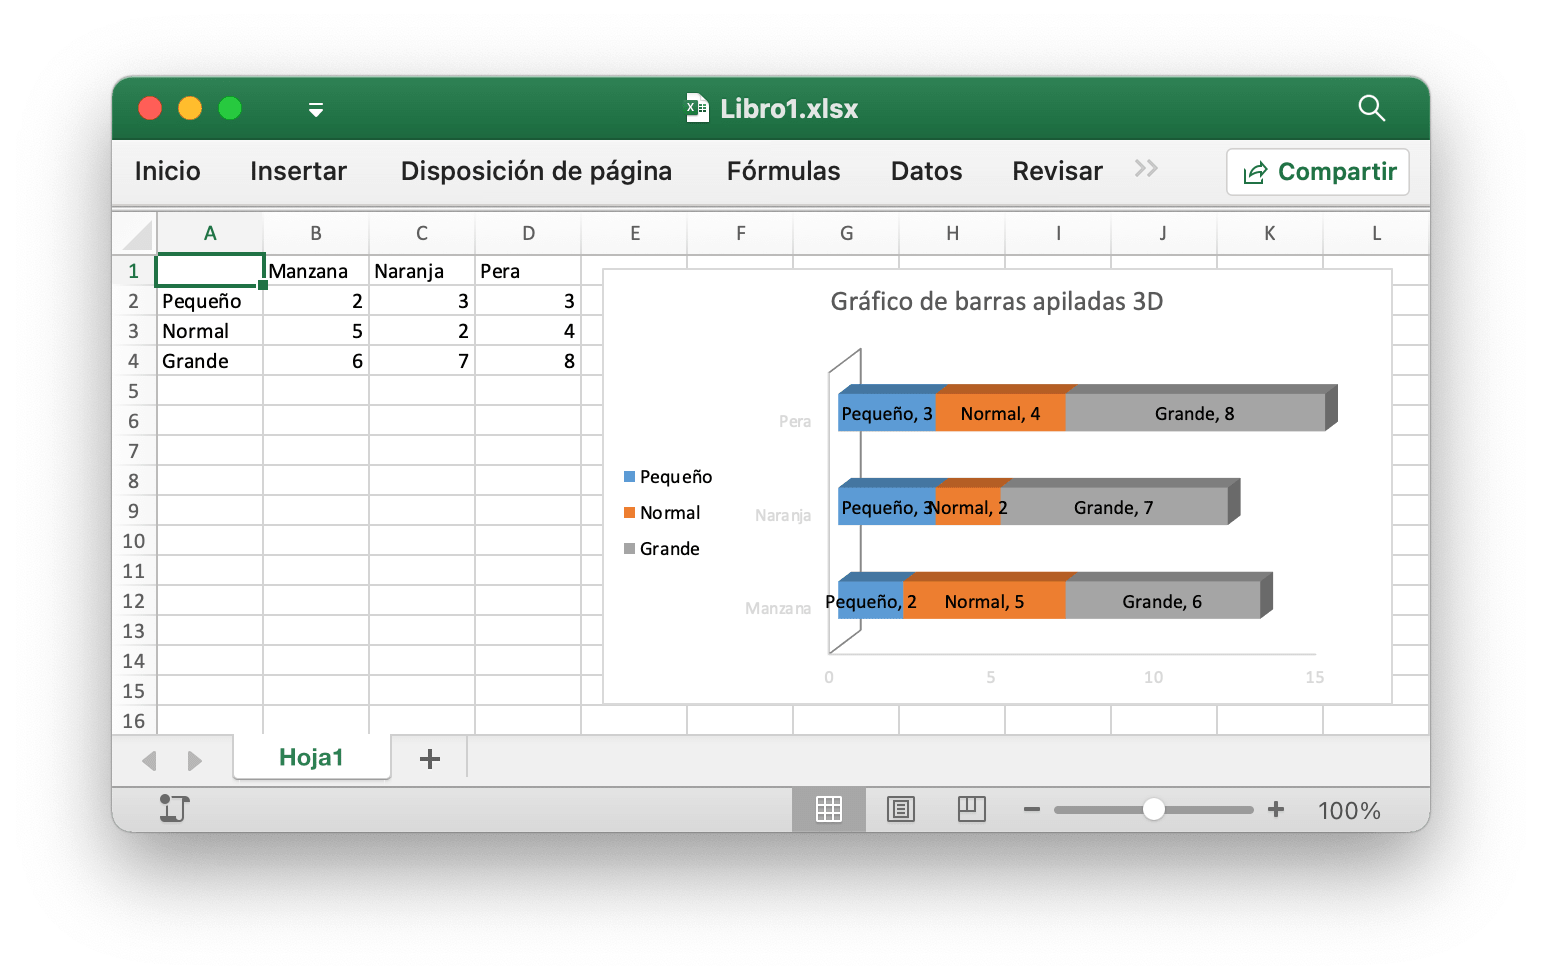 Libro1.xlsx
Inicio Insertar Disposición de página Fórmulas Datos Revisar Compartir
A B C D E F G H I J K L
1 Manzana Naranja Pera
2 Pequeño 2 3 3
3 Normal 5 2 4
4 Grande 6 7 8
5
6
7
8
9
10
11
12
13
14
15
16
Gráfico de barras apiladas 3D
Pequeño
Normal
Grande
Pera Pequeño, 3 Normal, 4 Grande, 8
Naranja Pequeño, 3 Normal, 2 Grande, 7
Manzana Pequeño, 2 Normal, 5 Grande, 6
0 5 10 15
Hoja1
100%